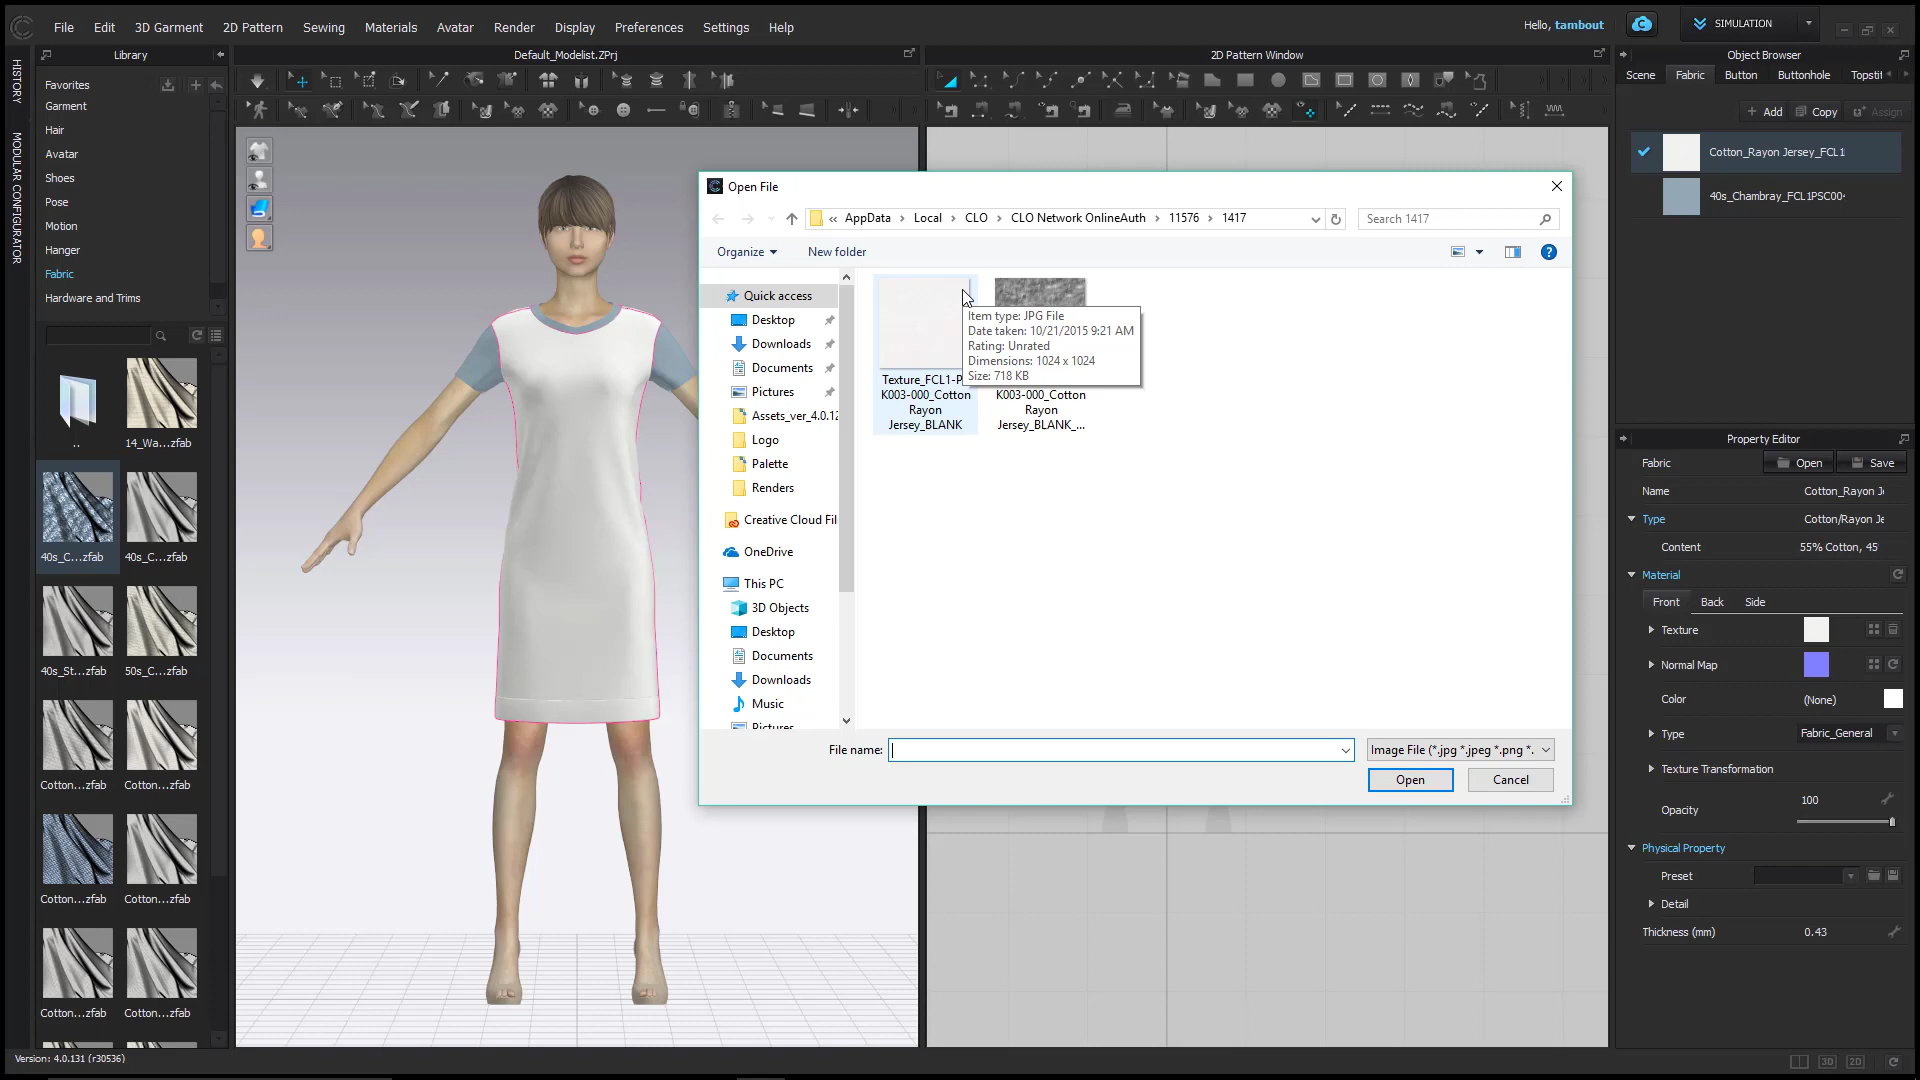 File Edit 3D Garment 2D Pattern Sewing Materials Avatar Render Display Preferences Settings Help
Hello, tambout
SIMULATION
Library
Default_Modelist.ZPrj
2D Pattern Window
Object Browser
HISTORY
MODULAR CONFIGURATOR
Favorites
Garment
Hair
Avatar
Shoes
Pose
Motion
Hanger
Fabric
Hardware and Trims
..
14_Wa...zfab
40s_C...zfab
40s_C...zfab
40s_St...zfab
50s_C...zfab
Cotton...zfab
Cotton...zfab
Cotton...zfab
Cotton...zfab
Cotton...zfab
Cotton...zfab
Version: 4.0.131 (r30536)
Open File
« AppData › Local › CLO › CLO Network OnlineAuth › 11576 › 1417
Search 1417
Organize
New folder
Quick access
Desktop
Downloads
Documents
Pictures
Assets_ver_4.0.12
Logo
Palette
Renders
Creative Cloud Fil
OneDrive
This PC
3D Objects
Desktop
Documents
Downloads
Music
Pictures
Texture_FCL1-P
K003-000_Cotton
Rayon
Jersey_BLANK
K003-000_Cotton
Rayon
Jersey_BLANK_...
Item type: JPG File
Date taken: 10/21/2015 9:21 AM
Rating: Unrated
Dimensions: 1024 x 1024
Size: 718 KB
File name:
Image File (*.jpg *.jpeg *.png *.
Open
Cancel
Scene Fabric Button Buttonhole Topstit
+ Add Copy Assign
Cotton_Rayon Jersey_FCL1
40s_Chambray_FCL1PSC00
Property Editor
Fabric Open Save
Name Cotton_Rayon J
Type Cotton/Rayon Je
Content 55% Cotton, 45
Material
Front Back Side
Texture
Normal Map
Color (None)
Type Fabric_General
Texture Transformation
Opacity 100
Physical Property
Preset
Detail
Thickness (mm) 0.43
3D
2D